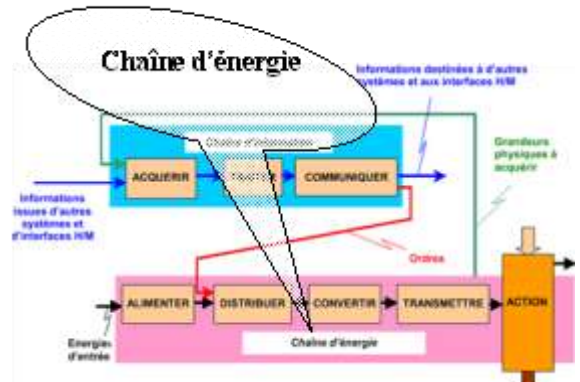 Chaîne d'énergie
Informations destinées à d'autres
systèmes et aux interfaces H/M
Chaîne d'information
Grandeurs
physiques à
acquérir
ACQUERIR
TRAITER
COMMUNIQUER
Informations
issues d'autres
systèmes et
d'interfaces H/M
Ordres
ALIMENTER
DISTRIBUER
CONVERTIR
TRANSMETTRE
ACTION
Energies
d'entrée
Chaîne d'énergie